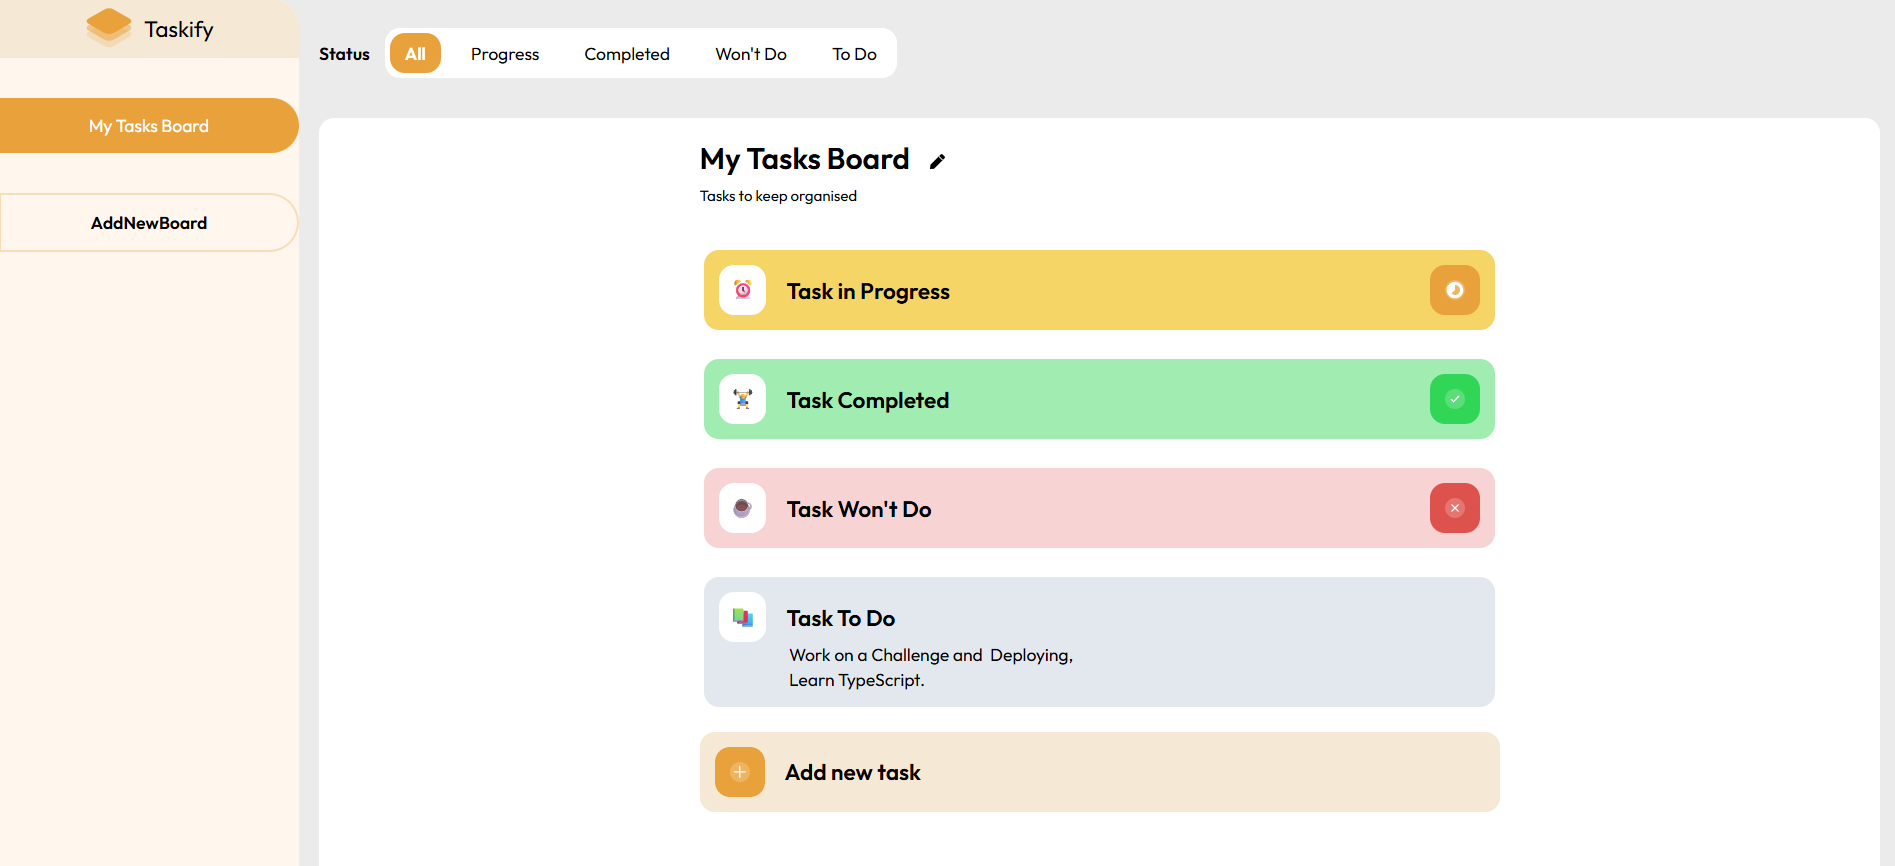 Taskify
My Tasks Board
AddNewBoard
Status All Progress Completed Won't Do To Do
My Tasks Board
Tasks to keep organised
Task in Progress
Task Completed
Task Won't Do
Task To Do
Work on a Challenge and  Deploying,
Learn TypeScript.
Add new task